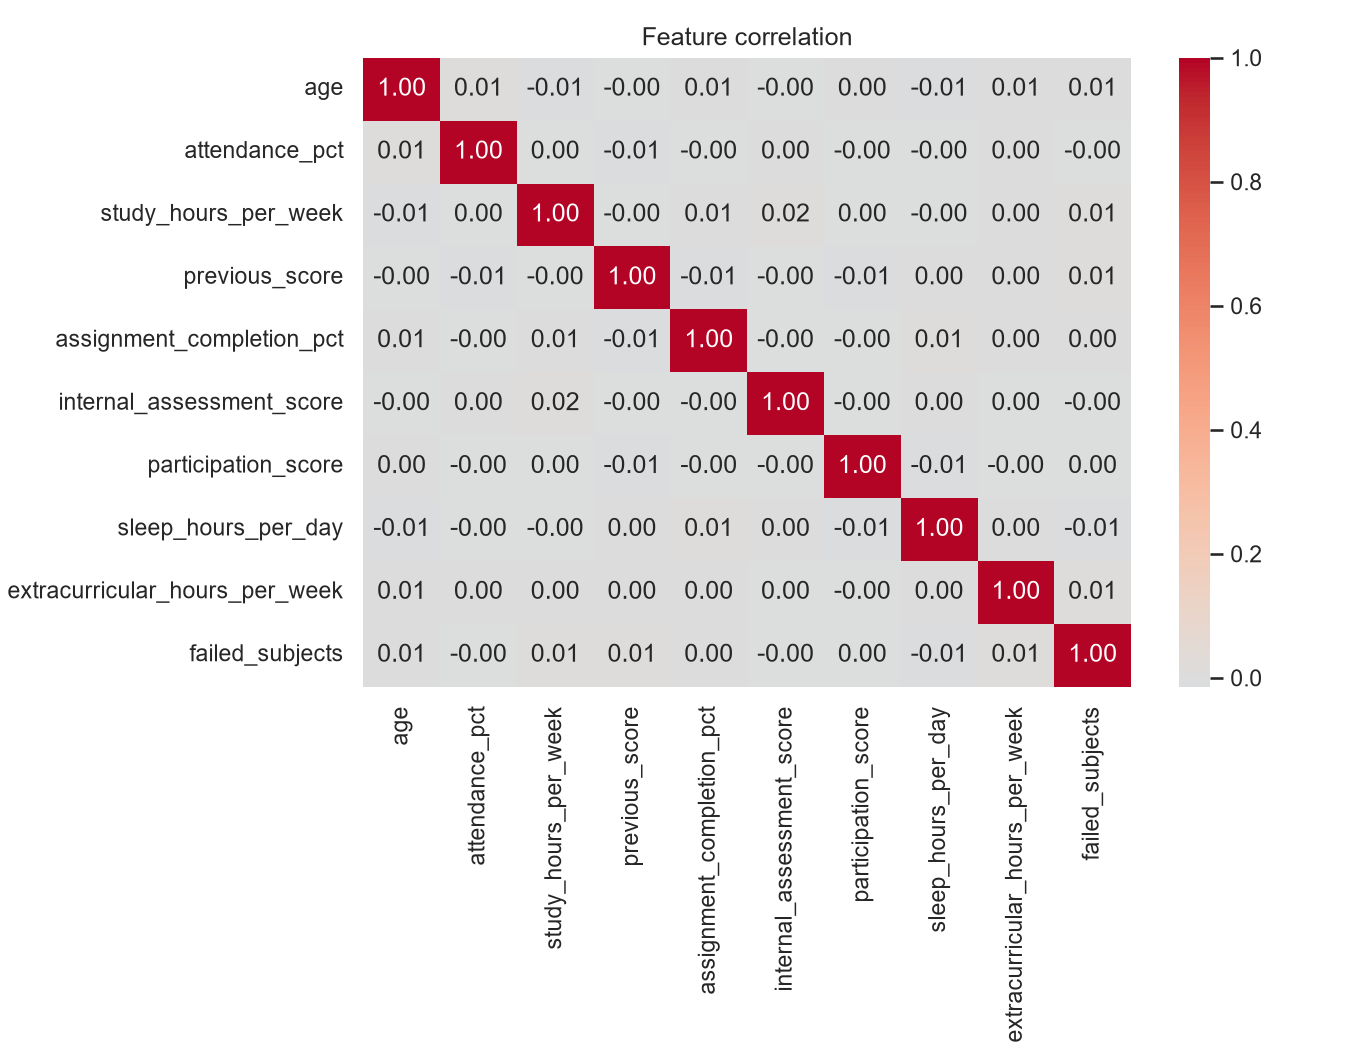 Feature correlation
age 1.00 0.01 -0.01 -0.00 0.01 -0.00 0.00 -0.01 0.01 0.01
attendance_pct 0.01 1.00 0.00 -0.01 -0.00 0.00 -0.00 -0.00 0.00 -0.00
study_hours_per_week -0.01 0.00 1.00 -0.00 0.01 0.02 0.00 -0.00 0.00 0.01
previous_score -0.00 -0.01 -0.00 1.00 -0.01 -0.00 -0.01 0.00 0.00 0.01
assignment_completion_pct 0.01 -0.00 0.01 -0.01 1.00 -0.00 -0.00 0.01 0.00 0.00
internal_assessment_score -0.00 0.00 0.02 -0.00 -0.00 1.00 -0.00 0.00 0.00 -0.00
participation_score 0.00 -0.00 0.00 -0.01 -0.00 -0.00 1.00 -0.01 -0.00 0.00
sleep_hours_per_day -0.01 -0.00 -0.00 0.00 0.01 0.00 -0.01 1.00 0.00 -0.01
extracurricular_hours_per_week 0.01 0.00 0.00 0.00 0.00 0.00 -0.00 0.00 1.00 0.01
failed_subjects 0.01 -0.00 0.01 0.01 0.00 -0.00 0.00 -0.01 0.01 1.00
age
attendance_pct
study_hours_per_week
previous_score
assignment_completion_pct
internal_assessment_score
participation_score
sleep_hours_per_day
extracurricular_hours_per_week
failed_subjects
1.0
0.8
0.6
0.4
0.2
0.0